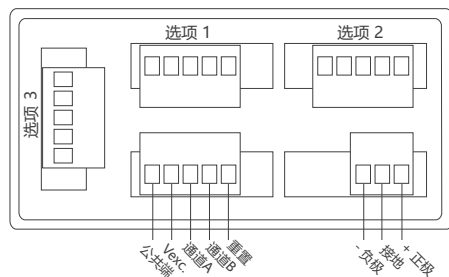 选项 1
选项 2
选项 3
公共端
Vexc.
通道A
通道B
重置
- 负极
接地
+ 正极